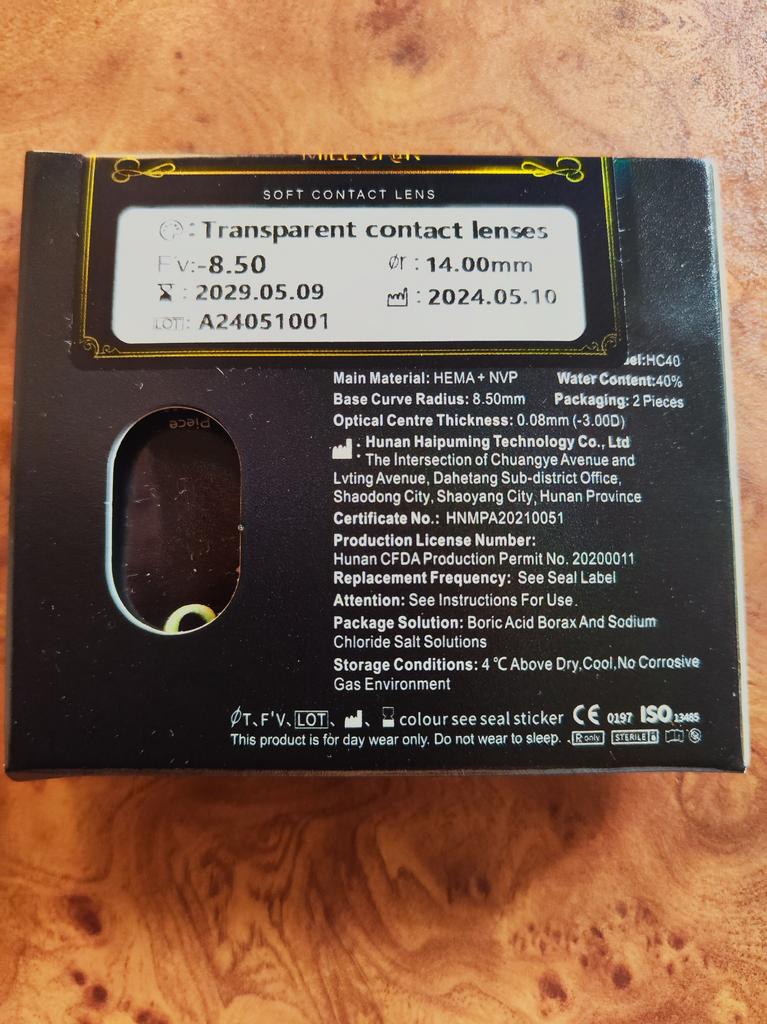 SOFT CONTACT LENS
: Transparent contact lenses
F'v:-8.50 ØT : 14.00mm
: 2029.05.09 : 2024.05.10
LOT: A24051001
del:HC40
Main Material: HEMA + NVP Water Content:40%
Base Curve Radius: 8.50mm Packaging: 2 Pieces
Optical Centre Thickness: 0.08mm (-3.00D)
: Hunan Haipuming Technology Co., Ltd
The Intersection of Chuangye Avenue and
Lvting Avenue, Dahetang Sub-district Office,
Shaodong City, Shaoyang City, Hunan Province
Certificate No.: HNMPA20210051
Production License Number:
Hunan CFDA Production Permit No. 20200011
Replacement Frequency: See Seal Label
Attention: See Instructions For Use.
Package Solution: Boric Acid Borax And Sodium
Chloride Salt Solutions
Storage Conditions: 4 ℃ Above Dry,Cool,No Corrosive
Gas Environment
ØT、F'V、LOT、 、 colour see seal sticker CE 0197 ISO 13485
This product is for day wear only. Do not wear to sleep. R only STERILE
piece